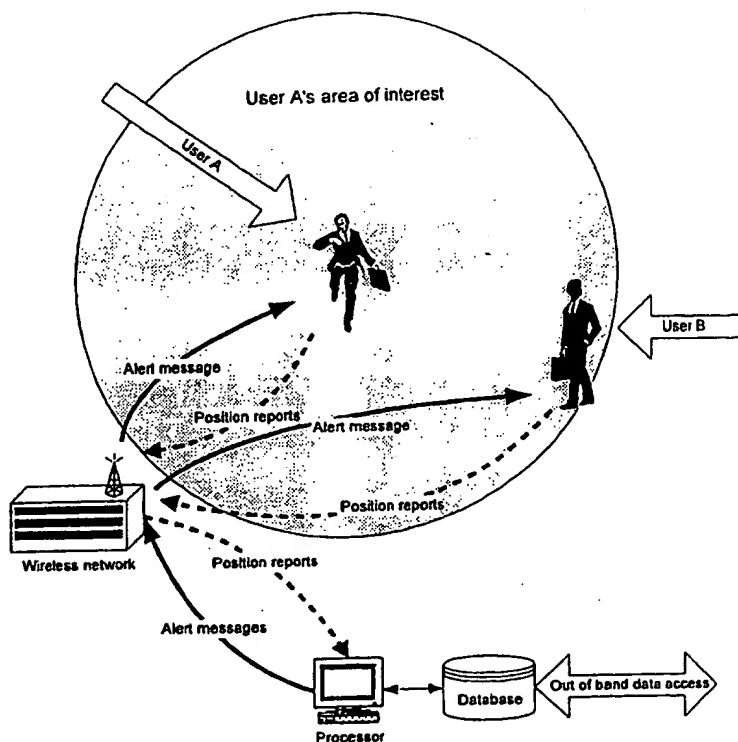 User A's area of interest
User A
User B
Alert message
Position reports
Alert message
Position reports
Wireless network
Position reports
Alert messages
Database
Out of band data access
Processor